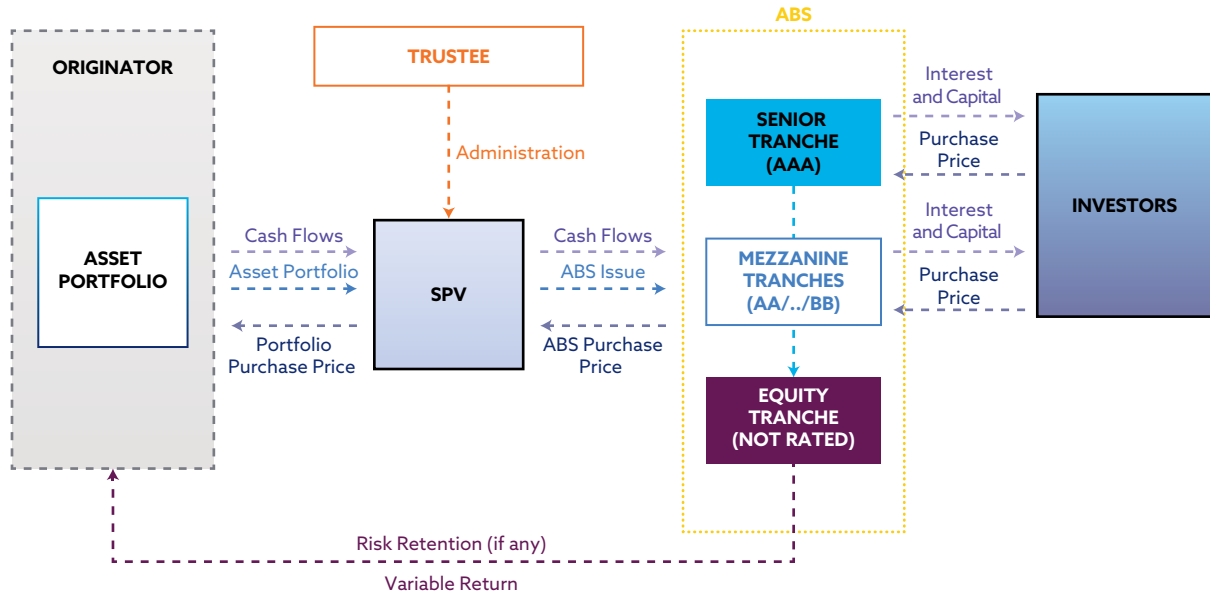 ABS
ORIGINATOR
TRUSTEE
Administration
ASSET
PORTFOLIO
Cash Flows
Asset Portfolio
Portfolio
Purchase Price
SPV
Cash Flows
ABS Issue
ABS Purchase
Price
SENIOR
TRANCHE
(AAA)
MEZZANINE
TRANCHES
(AA/../BB)
EQUITY
TRANCHE
(NOT RATED)
Interest
and Capital
Purchase
Price
Interest
and Capital
Purchase
Price
INVESTORS
Risk Retention (if any)
Variable Return